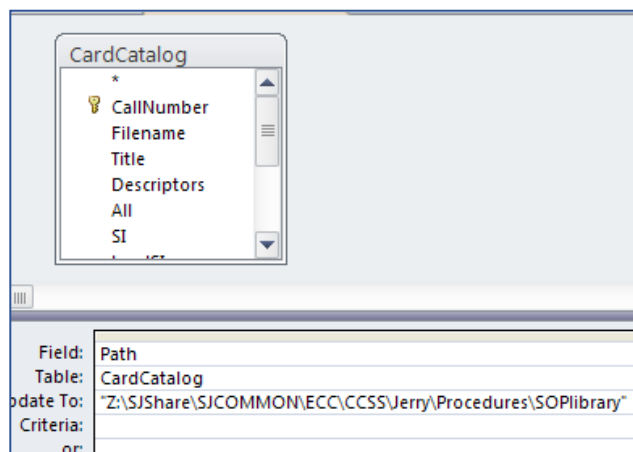 CardCatalog
*
CallNumber
Filename
Title
Descriptors
All
SI
Field: Path
Table: CardCatalog
pdate To: "Z:\SJShare\SJCOMMON\ECC\CCSS\Jerry\Procedures\SOPlibrary"
Criteria:
or: